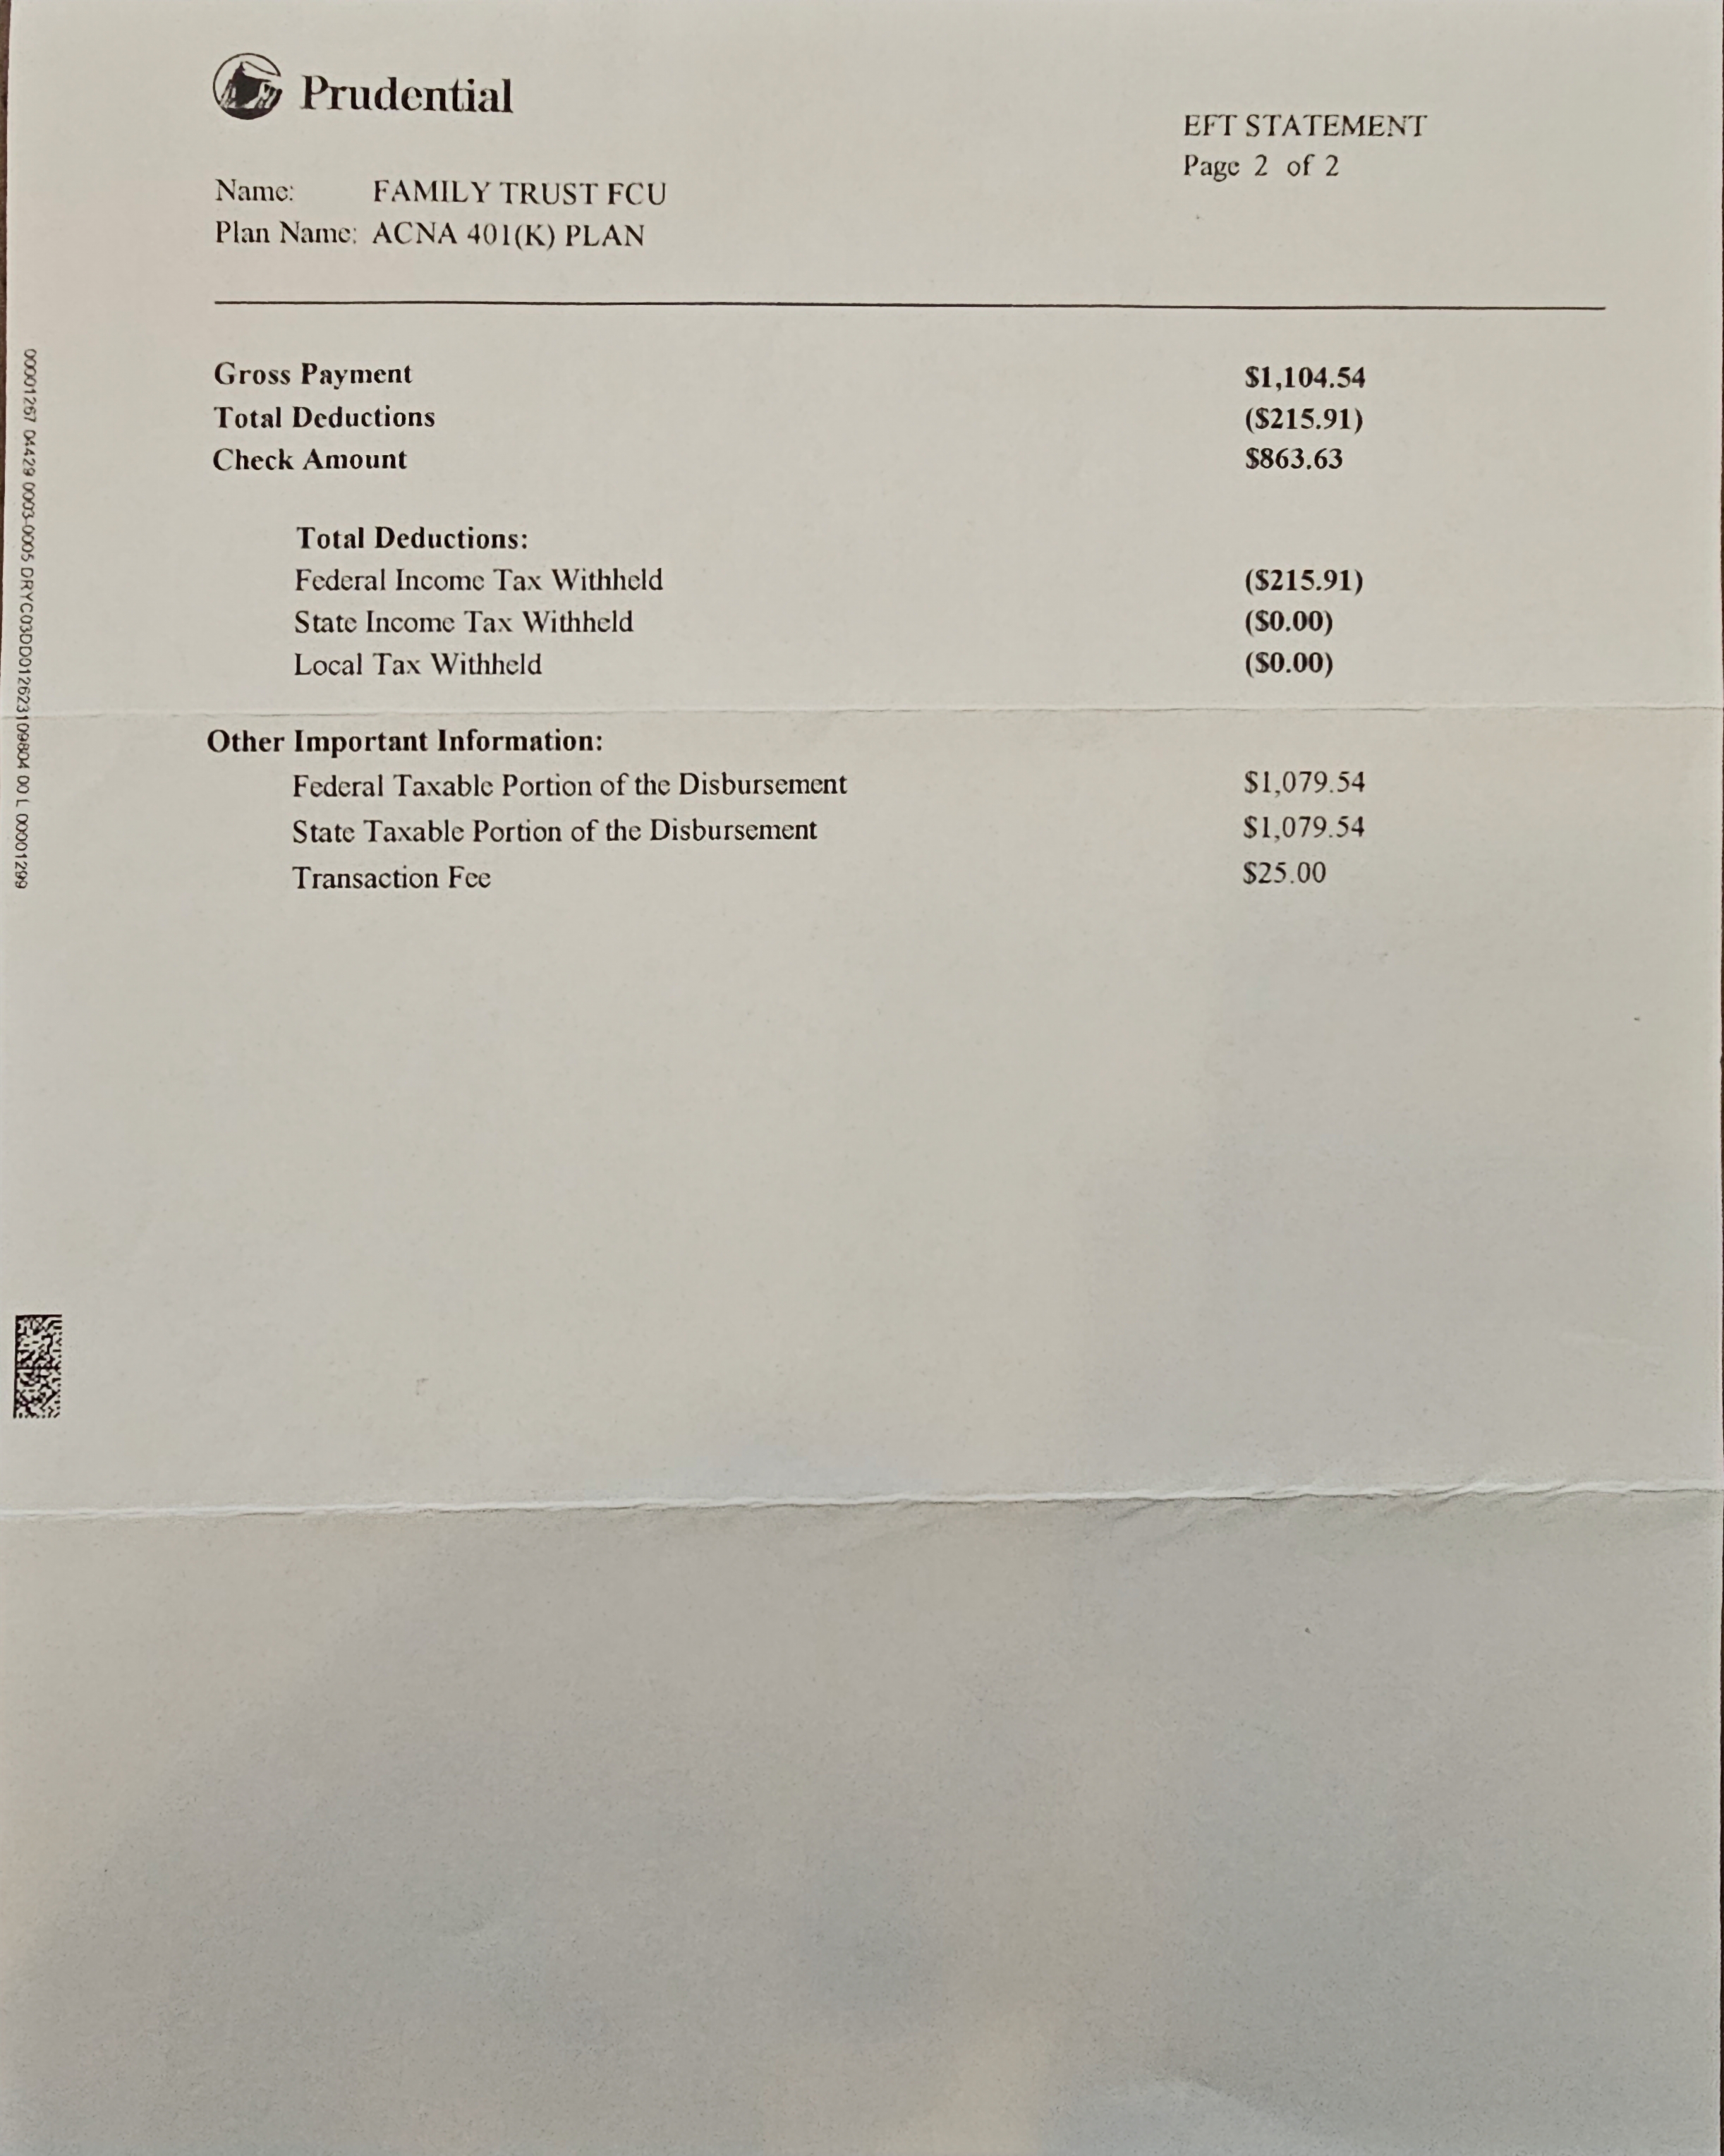 Prudential
EFT STATEMENT
Page 2 of 2
Name: FAMILY TRUST FCU
Plan Name: ACNA 401(K) PLAN
Gross Payment $1,104.54
Total Deductions ($215.91)
Check Amount $863.63
Total Deductions:
Federal Income Tax Withheld ($215.91)
State Income Tax Withheld ($0.00)
Local Tax Withheld ($0.00)
Other Important Information:
Federal Taxable Portion of the Disbursement $1,079.54
State Taxable Portion of the Disbursement $1,079.54
Transaction Fee $25.00
00001267 04429 0003-0005 DRYC03DD012623109804 00 L 00001299